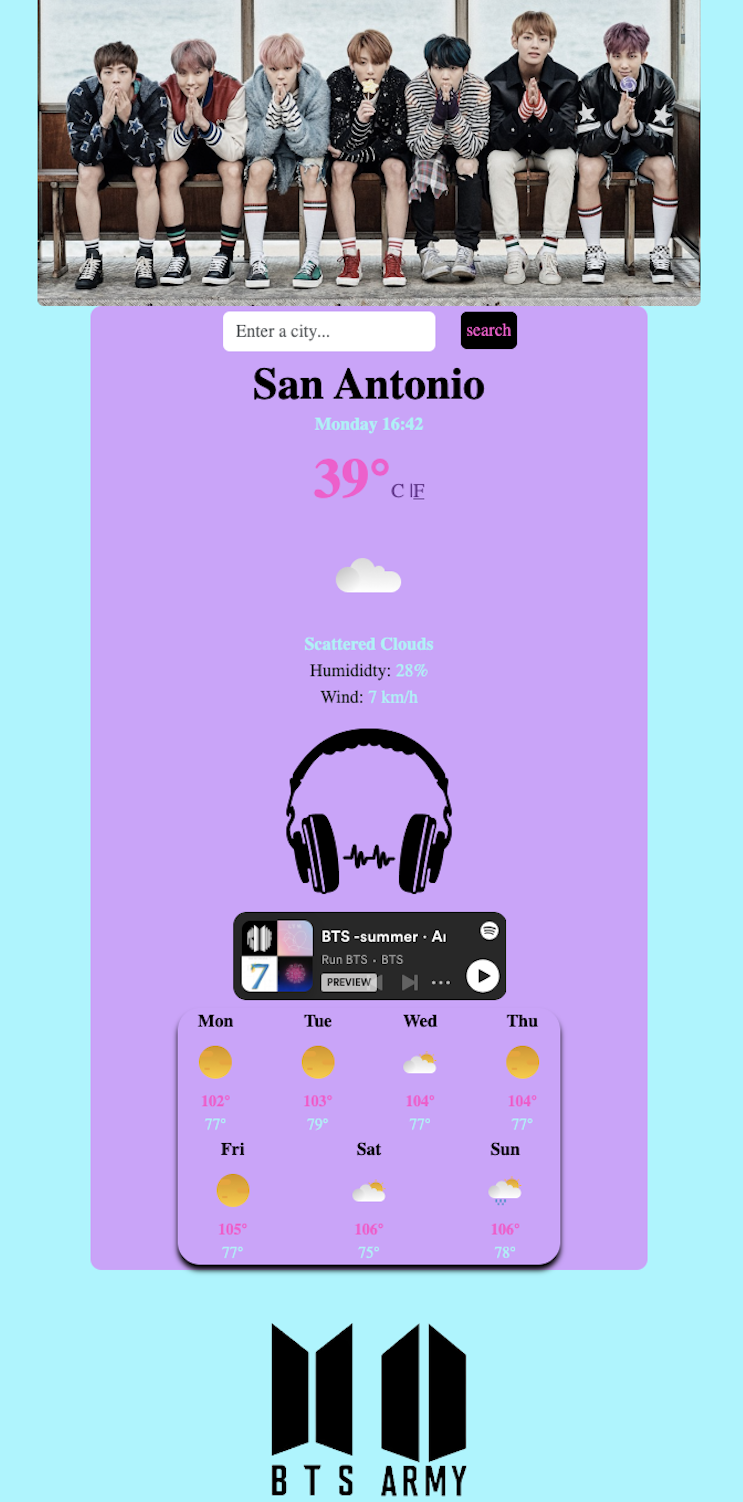 Enter a city...
search
San Antonio
Monday 16:42
39° C |F
Scattered Clouds
Humididty: 28%
Wind: 7 km/h
BTS -summer ·
Run BTS • BTS
7
PREVIEW
Mon Tue Wed Thu
102° 103° 104° 104°
77° 79° 77° 77°
Fri Sat Sun
105° 106° 106°
77° 75° 78°
BTS ARMY